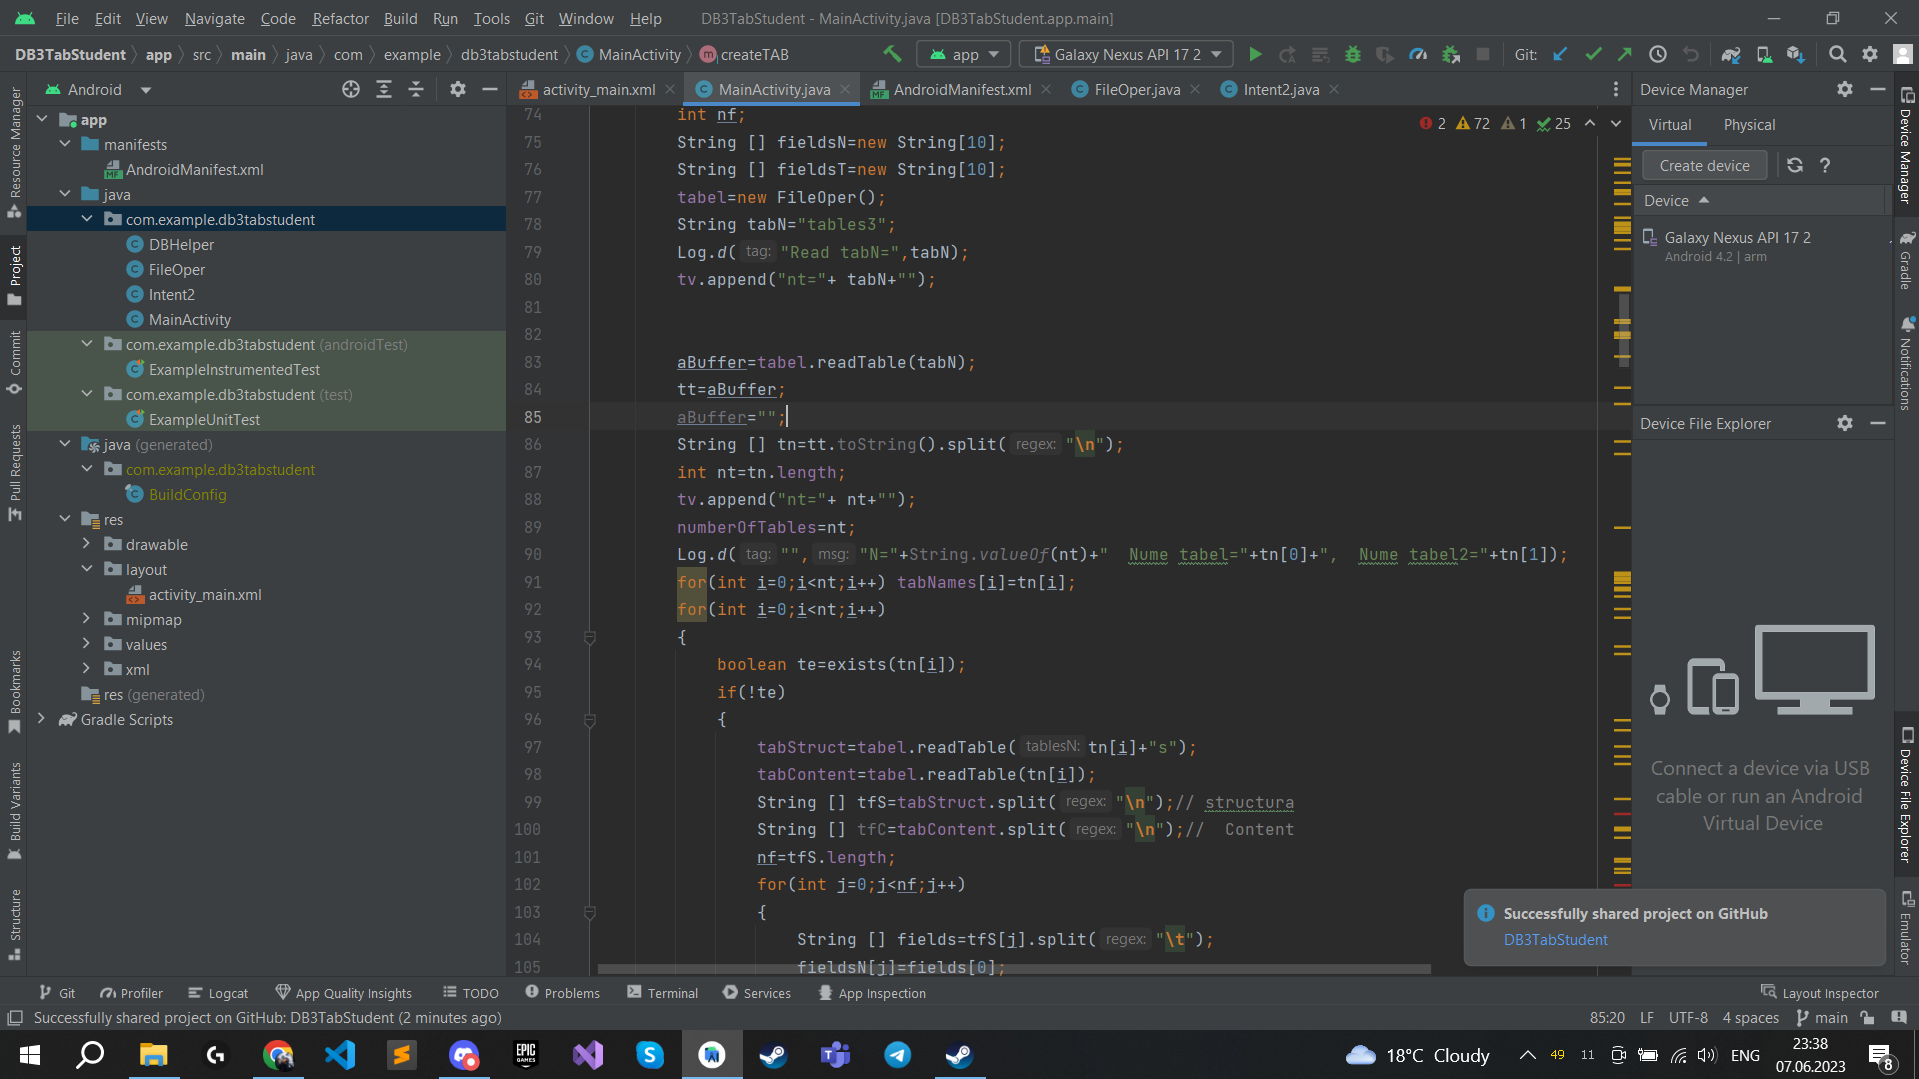 File Edit View Navigate Code Refactor Build Run Tools Git Window Help DB3TabStudent - MainActivity.java [DB3TabStudent.app.main]
DB3TabStudent app src main java com example db3tabstudent MainActivity createTAB app Galaxy Nexus API 17 2 Git:
Android
activity_main.xml MainActivity.java AndroidManifest.xml FileOper.java Intent2.java
Device Manager
Virtual Physical
Create device
Device
Galaxy Nexus API 17 2
Android 4.2 | arm
Device File Explorer
Connect a device via USB
cable or run an Android
Virtual Device
Resource Manager
Project
Commit
Pull Requests
Bookmarks
Build Variants
Structure
app
manifests
AndroidManifest.xml
java
com.example.db3tabstudent
DBHelper
FileOper
Intent2
MainActivity
com.example.db3tabstudent (androidTest)
ExampleInstrumentedTest
com.example.db3tabstudent (test)
ExampleUnitTest
java (generated)
com.example.db3tabstudent
BuildConfig
res
drawable
layout
activity_main.xml
mipmap
values
xml
res (generated)
Gradle Scripts
2 72 1 25
74 int nf;
75 String [] fieldsN=new String[10];
76 String [] fieldsT=new String[10];
77 tabel=new FileOper();
78 String tabN="tables3";
79 Log.d( tag: "Read tabN=",tabN);
80 tv.append("nt="+ tabN+"");
81
82
83 aBuffer=tabel.readTable(tabN);
84 tt=aBuffer;
85 aBuffer="";
86 String [] tn=tt.toString().split( regex: "\n");
87 int nt=tn.length;
88 tv.append("nt="+ nt+"");
89 numberOfTables=nt;
90 Log.d( tag: "", msg: "N="+String.valueOf(nt)+"  Nume tabel="+tn[0]+",  Nume tabel2="+tn[1]);
91 for(int i=0;i<nt;i++) tabNames[i]=tn[i];
92 for(int i=0;i<nt;i++)
93 {
94 boolean te=exists(tn[i]);
95 if(!te)
96 {
97 tabStruct=tabel.readTable( tablesN: tn[i]+"s");
98 tabContent=tabel.readTable(tn[i]);
99 String [] tfS=tabStruct.split( regex: "\n");// structura
100 String [] tfC=tabContent.split( regex: "\n");//  Content
101 nf=tfS.length;
102 for(int j=0;j<nf;j++)
103 {
104 String [] fields=tfS[j].split( regex: "\t");
105 fieldsN[j]=fields[0];
Successfully shared project on GitHub
DB3TabStudent
Device Manager
Gradle
Notifications
Device File Explorer
Emulator
Git Profiler Logcat App Quality Insights TODO Problems Terminal Services App Inspection Layout Inspector
Successfully shared project on GitHub: DB3TabStudent (2 minutes ago) 85:20 LF UTF-8 4 spaces main
EPIC GAMES
18°C Cloudy 49 11 ENG 23:38
07.06.2023
8